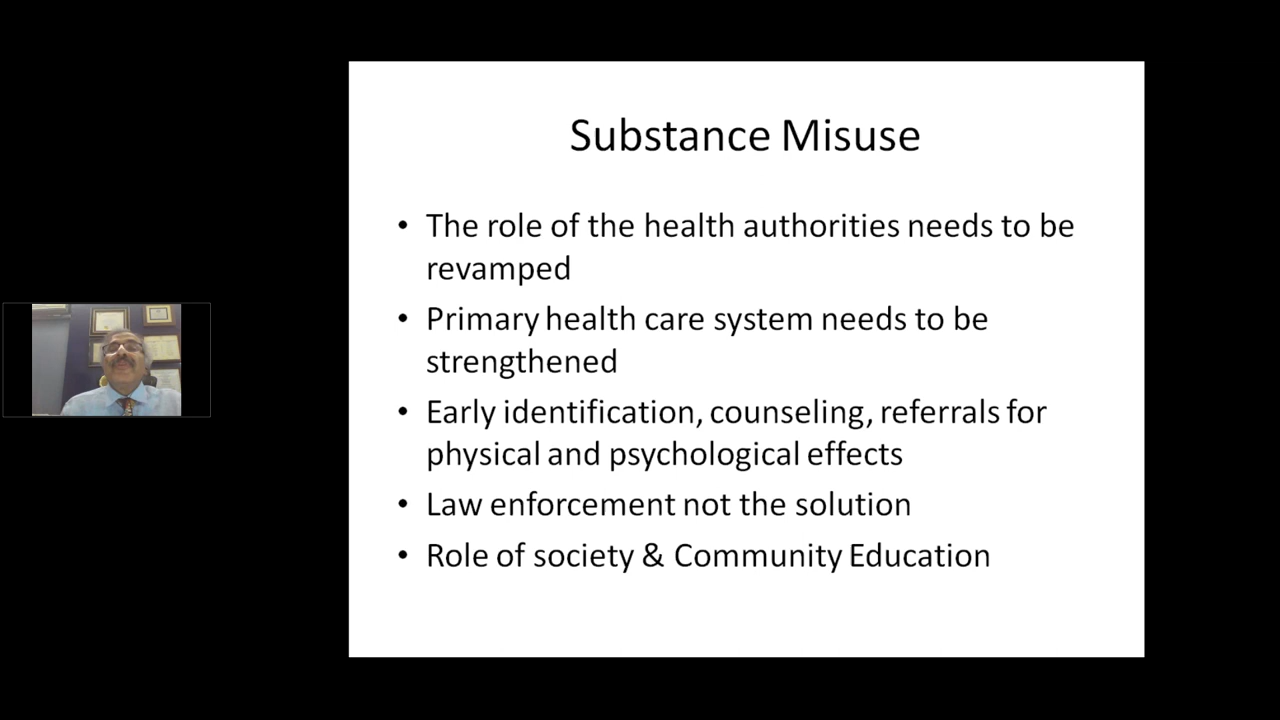 Substance Misuse
• The role of the health authorities needs to be
revamped
• Primary health care system needs to be
strengthened
• Early identification, counseling, referrals for
physical and psychological effects
• Law enforcement not the solution
• Role of society & Community Education